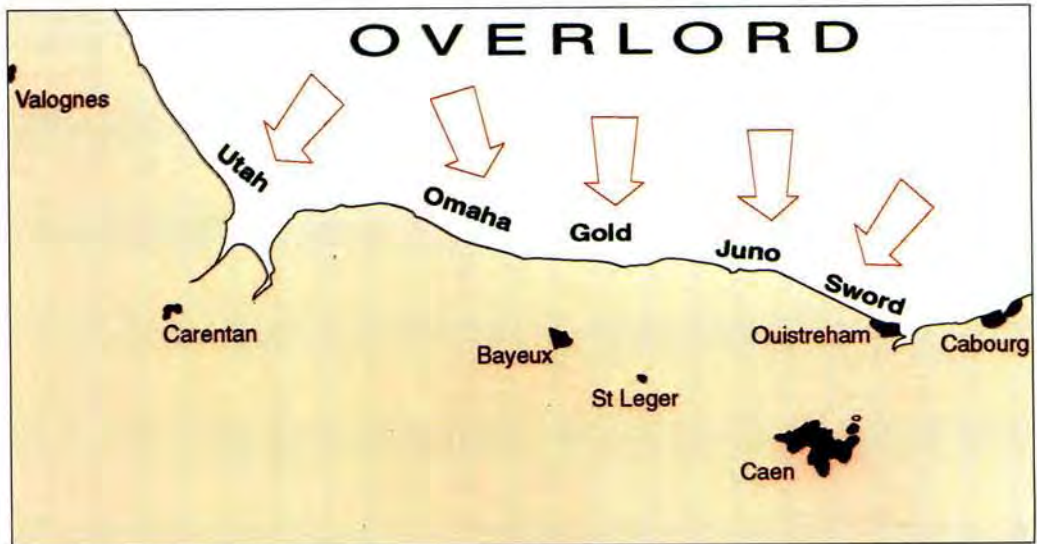 OVERLORD
Valognes
Utah
Omaha
Gold
Juno
Sword
Carentan
Bayeux
Ouistreham
Cabourg
St Leger
Caen